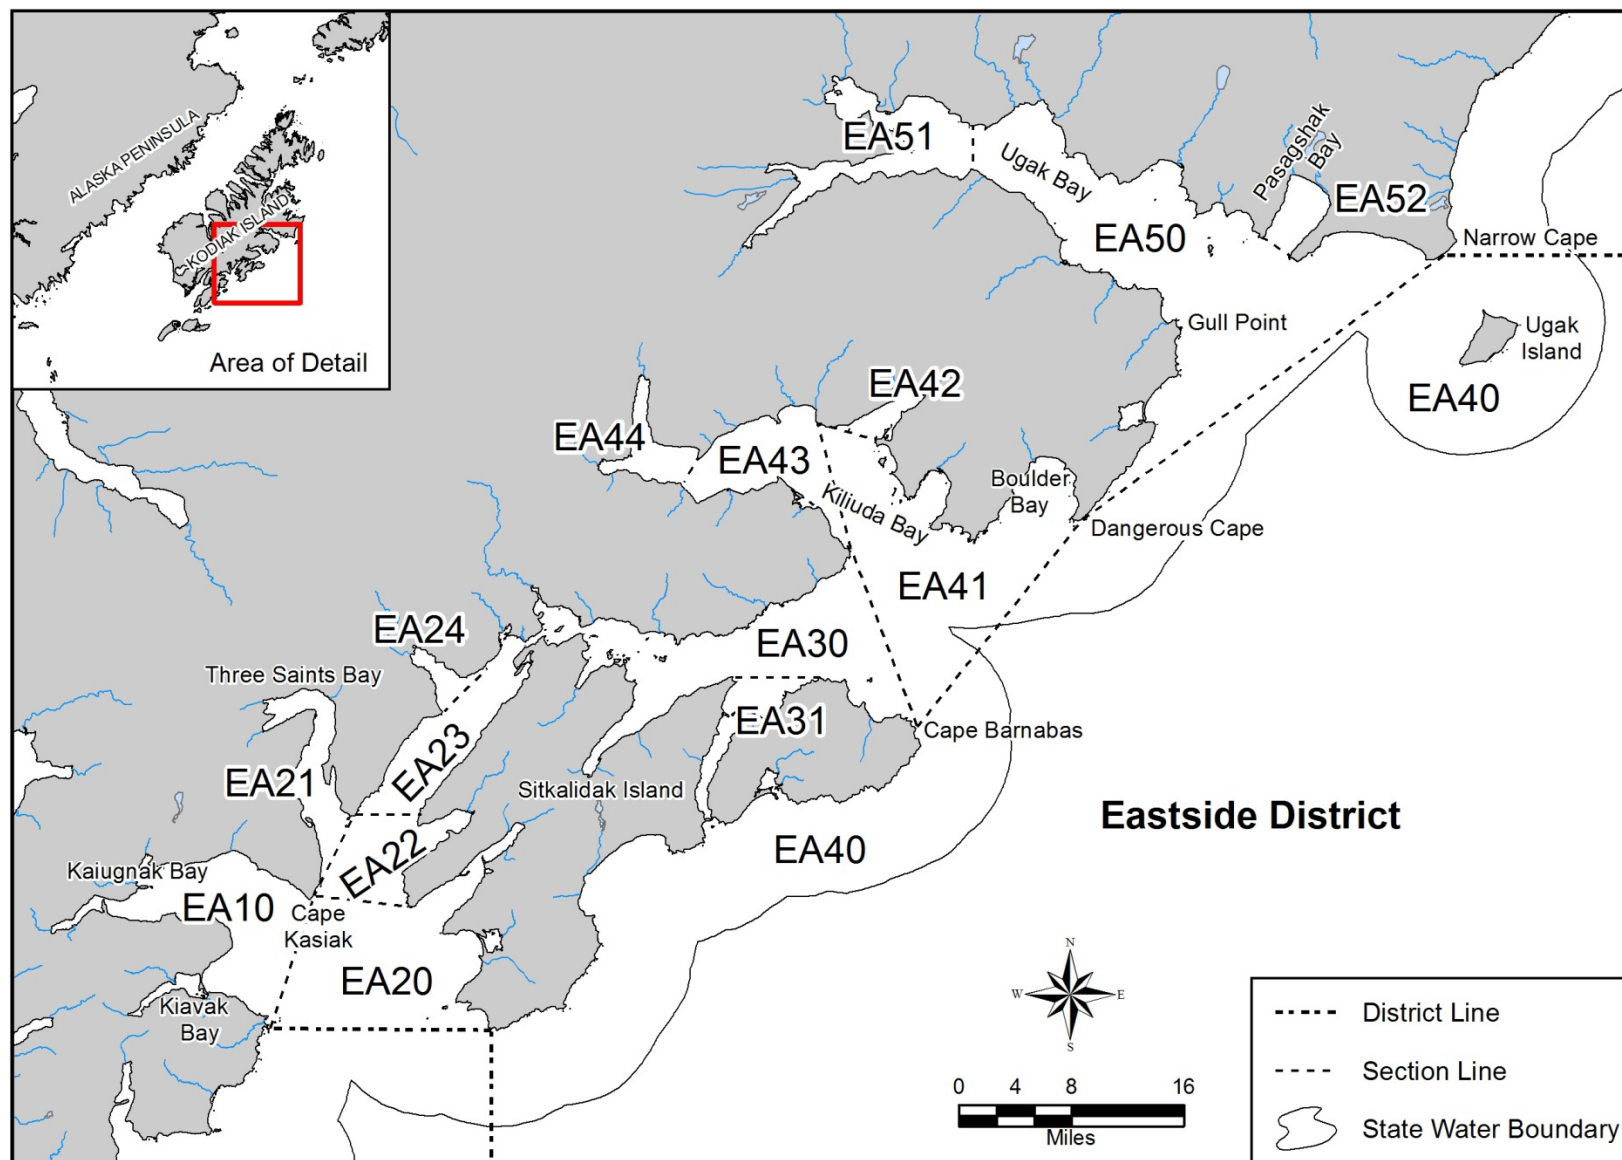 ALASKA PENINSULA
KODIAK ISLAND
Area of Detail
EA51
Ugak Bay
Pasagshak
Bay
EA52
EA50
Narrow Cape
Gull Point
Ugak
Island
EA40
EA42
EA44
EA43
Kiliuda Bay
Boulder
Bay
Dangerous Cape
EA41
EA24
EA30
Three Saints Bay
EA31
Cape Barnabas
EA23
EA21
Sitkalidak Island
Eastside District
EA22
EA40
Kaiugnak Bay
EA10
Cape
Kasiak
EA20
Kiavak
Bay
N
W
E
S
0 4 8 16
Miles
District Line
Section Line
State Water Boundary